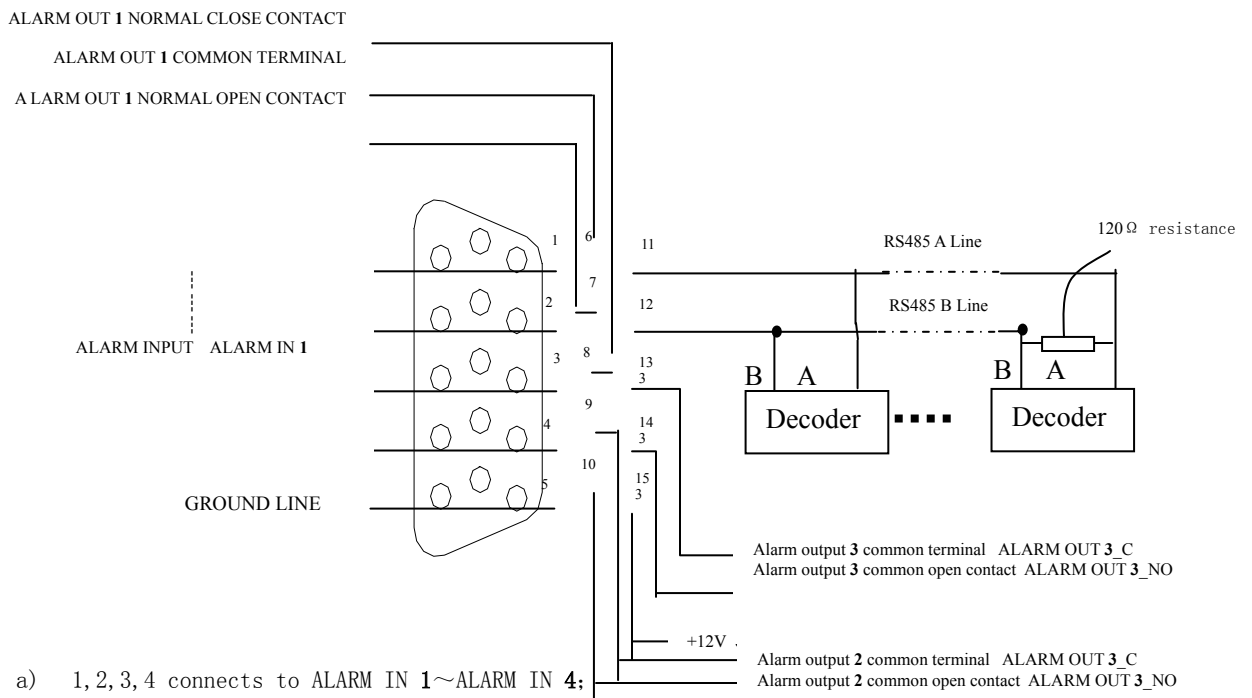 ALARM OUT 1 NORMAL CLOSE CONTACT
ALARM OUT 1 COMMON TERMINAL
A LARM OUT 1 NORMAL OPEN CONTACT
1
6
11
RS485 A Line
120Ω resistance
7
2
12
RS485 B Line
ALARM INPUT ALARM IN 1
3
8
13
3
B A
B A
9
4
14
3
Decoder
Decoder
10
5
15
3
GROUND LINE
Alarm output 3 common terminal ALARM OUT 3_C
Alarm output 3 common open contact ALARM OUT 3_NO
+12V
Alarm output 2 common terminal ALARM OUT 3_C
Alarm output 2 common open contact ALARM OUT 3_NO
a) 1,2,3,4 connects to ALARM IN 1～ALARM IN 4;